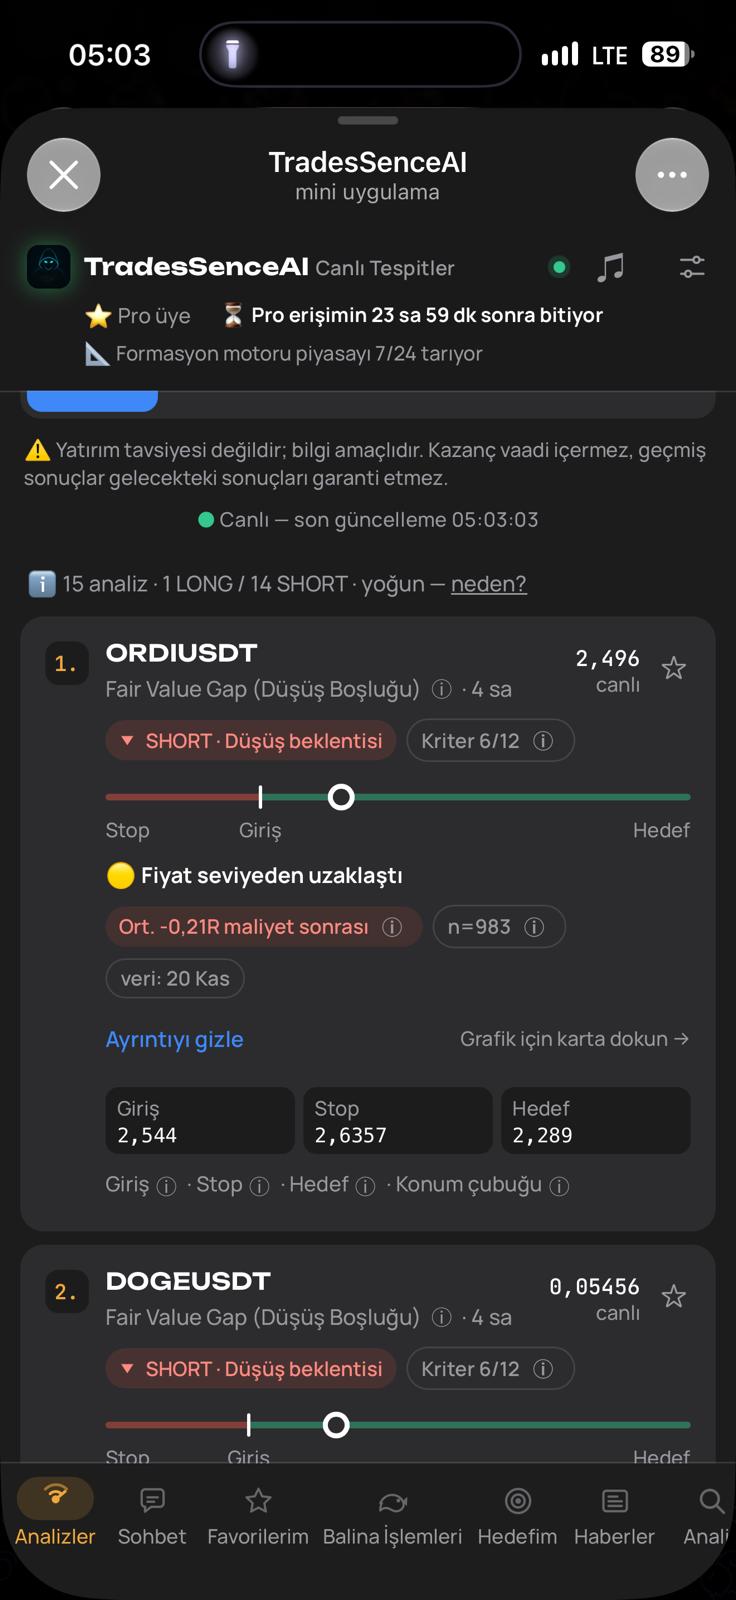 05:03
LTE 89
TradesSenceAI
mini uygulama
TradesSenceAI Canlı Tespitler
⭐ Pro üye ⏳ Pro erişimin 23 sa 59 dk sonra bitiyor
📐 Formasyon motoru piyasayı 7/24 tarıyor
⚠️ Yatırım tavsiyesi değildir; bilgi amaçlıdır. Kazanç vaadi içermez, geçmiş
sonuçlar gelecekteki sonuçları garanti etmez.
Canlı — son güncelleme 05:03:03
ℹ️ 15 analiz · 1 LONG / 14 SHORT · yoğun — neden?
1.
ORDIUSDT
2,496
Fair Value Gap (Düşüş Boşluğu) ⓘ · 4 sa
canlı
▼ SHORT · Düşüş beklentisi
Kriter 6/12 ⓘ
Stop Giriş Hedef
🟡 Fiyat seviyeden uzaklaştı
Ort. -0,21R maliyet sonrası ⓘ
n=983 ⓘ
veri: 20 Kas
Ayrıntıyı gizle
Grafik için karta dokun →
Giriş Stop Hedef
2,544 2,6357 2,289
Giriş ⓘ · Stop ⓘ · Hedef ⓘ · Konum çubuğu ⓘ
2.
DOGEUSDT
0,05456
Fair Value Gap (Düşüş Boşluğu) ⓘ · 4 sa
canlı
▼ SHORT · Düşüş beklentisi
Kriter 6/12 ⓘ
Stop Giriş Hedef
Analizler Sohbet Favorilerim Balina İşlemleri Hedefim Haberler Anali